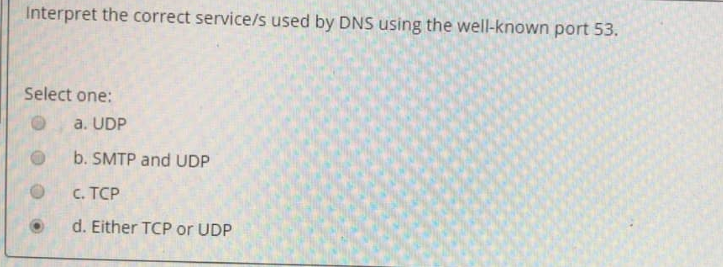 Interpret the correct service/s used by DNS using the well-known port 53.
Select one:
a. UDP
b. SMTP and UDP
c. TCP
d. Either TCP or UDP